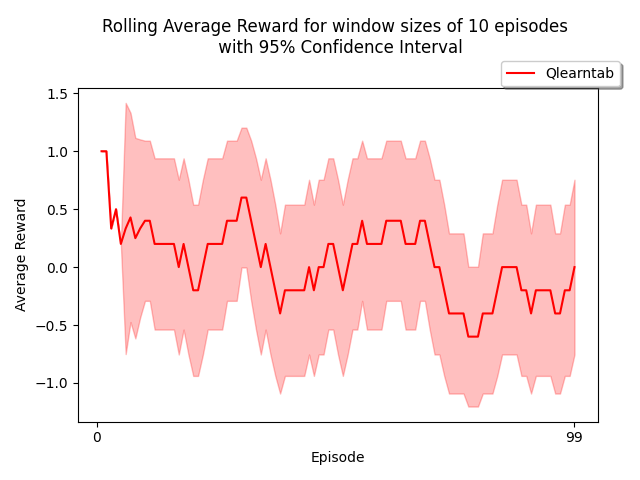 Rolling Average Reward for window sizes of 10 episodes
with 95% Confidence Interval
Qlearntab
1.5
1.0
0.5
0.0
−0.5
−1.0
Average Reward
0
99
Episode